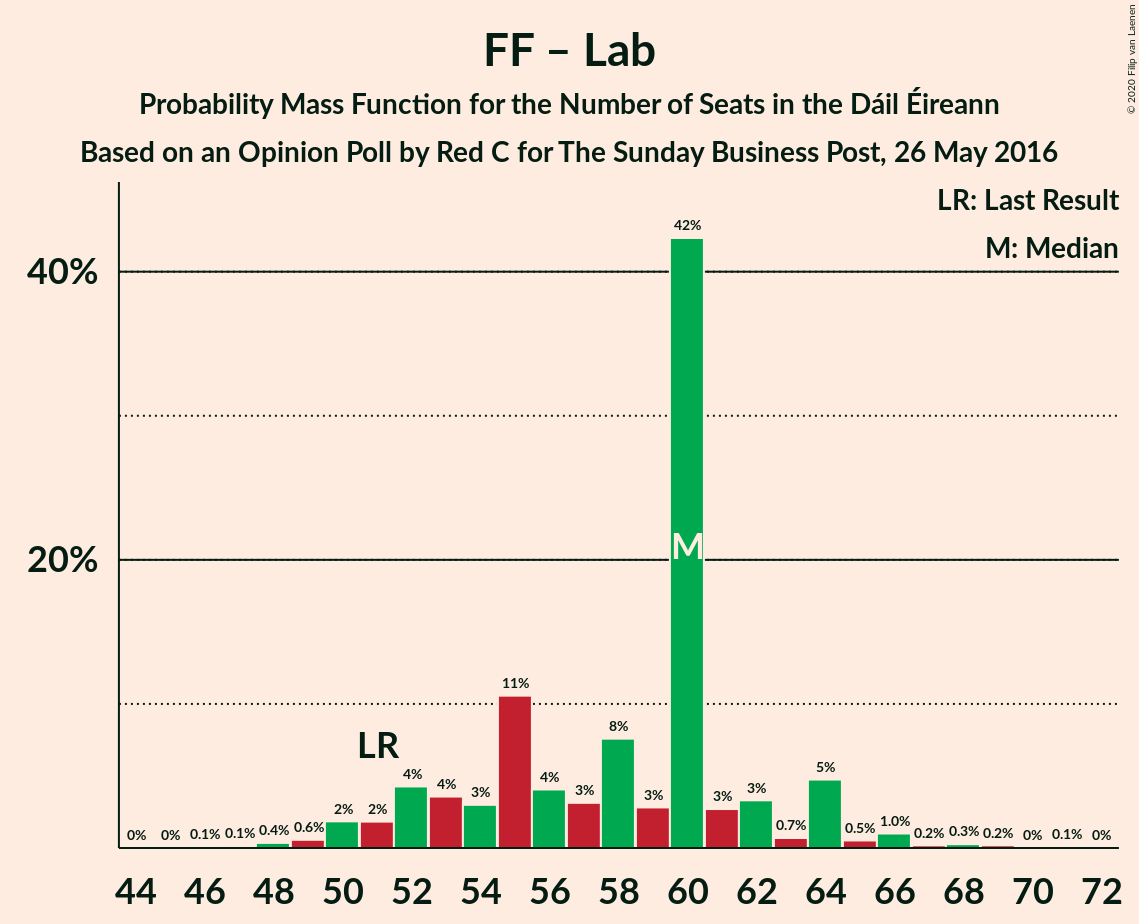 FF – Lab
Probability Mass Function for the Number of Seats in the Dáil Éireann
Based on an Opinion Poll by Red C for The Sunday Business Post, 26 May 2016
© 2020 Filip van Laenen
LR: Last Result
M: Median
40%
20%
0% 0% 0.1% 0.1% 0.4% 0.6% 2% 2% 4% 4% 3% 11% 4% 3% 8% 3% 42% 3% 3% 0.7% 5% 0.5% 1.0% 0.2% 0.3% 0.2% 0% 0.1% 0%
LR
M
44 46 48 50 52 54 56 58 60 62 64 66 68 70 72